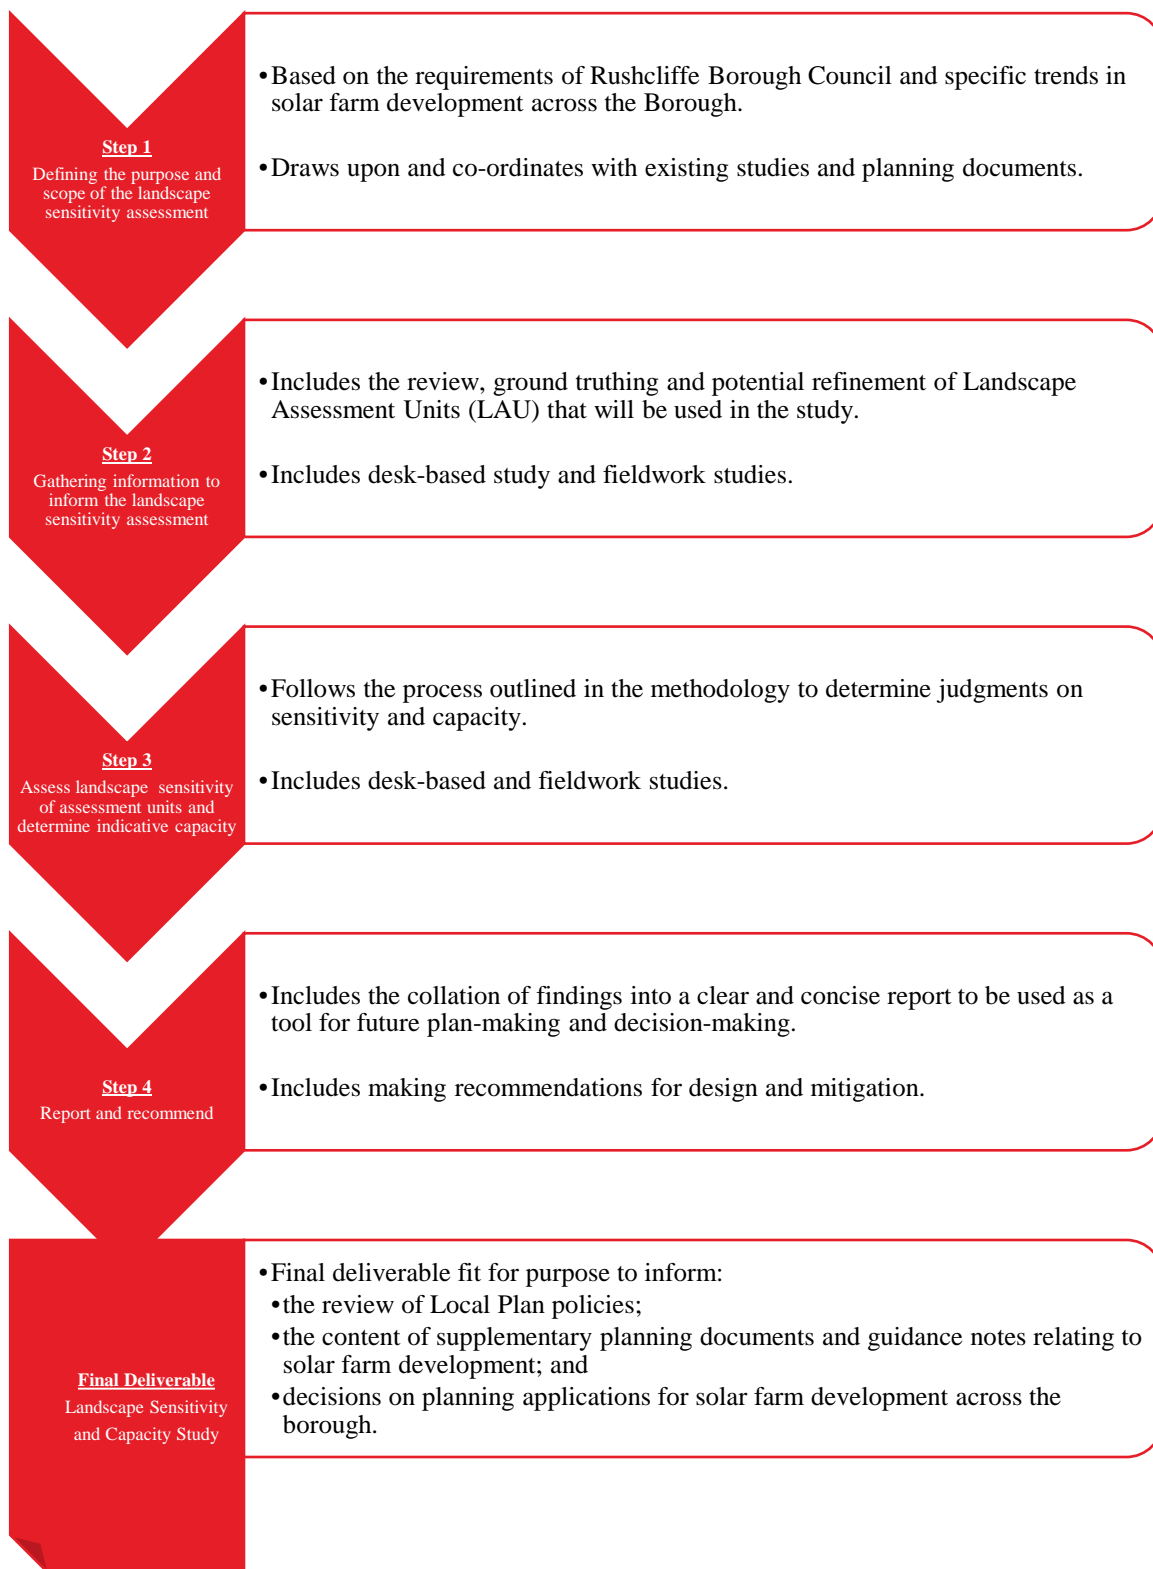 Step 1
Defining the purpose and
scope of the landscape
sensitivity assessment
•Based on the requirements of Rushcliffe Borough Council and specific trends in
solar farm development across the Borough.
•Draws upon and co-ordinates with existing studies and planning documents.
Step 2
Gathering information to
inform the landscape
sensitivity assessment
•Includes the review, ground truthing and potential refinement of Landscape
Assessment Units (LAU) that will be used in the study.
•Includes desk-based study and fieldwork studies.
Step 3
Assess landscape sensitivity
of assessment units and
determine indicative capacity
•Follows the process outlined in the methodology to determine judgments on
sensitivity and capacity.
•Includes desk-based and fieldwork studies.
Step 4
Report and recommend
•Includes the collation of findings into a clear and concise report to be used as a
tool for future plan-making and decision-making.
•Includes making recommendations for design and mitigation.
Final Deliverable
Landscape Sensitivity
and Capacity Study
•Final deliverable fit for purpose to inform:
•the review of Local Plan policies;
•the content of supplementary planning documents and guidance notes relating to
solar farm development; and
•decisions on planning applications for solar farm development across the
borough.